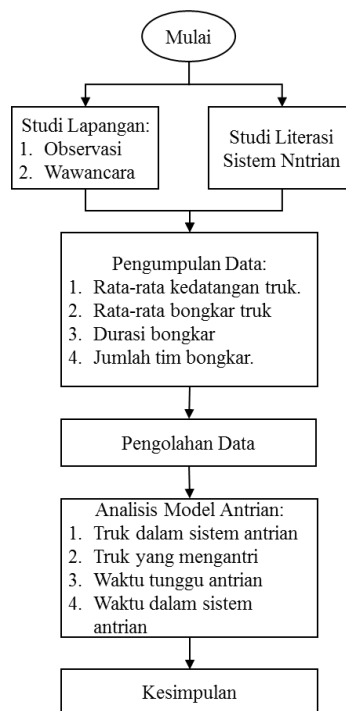 Mulai
Studi Lapangan:
1. Observasi
2. Wawancara
Studi Literasi
Sistem Nntrian
Pengumpulan Data:
1. Rata-rata kedatangan truk.
2. Rata-rata bongkar truk
3. Durasi bongkar
4. Jumlah tim bongkar.
Pengolahan Data
Analisis Model Antrian:
1. Truk dalam sistem antrian
2. Truk yang mengantri
3. Waktu tunggu antrian
4. Waktu dalam sistem
antrian
Kesimpulan